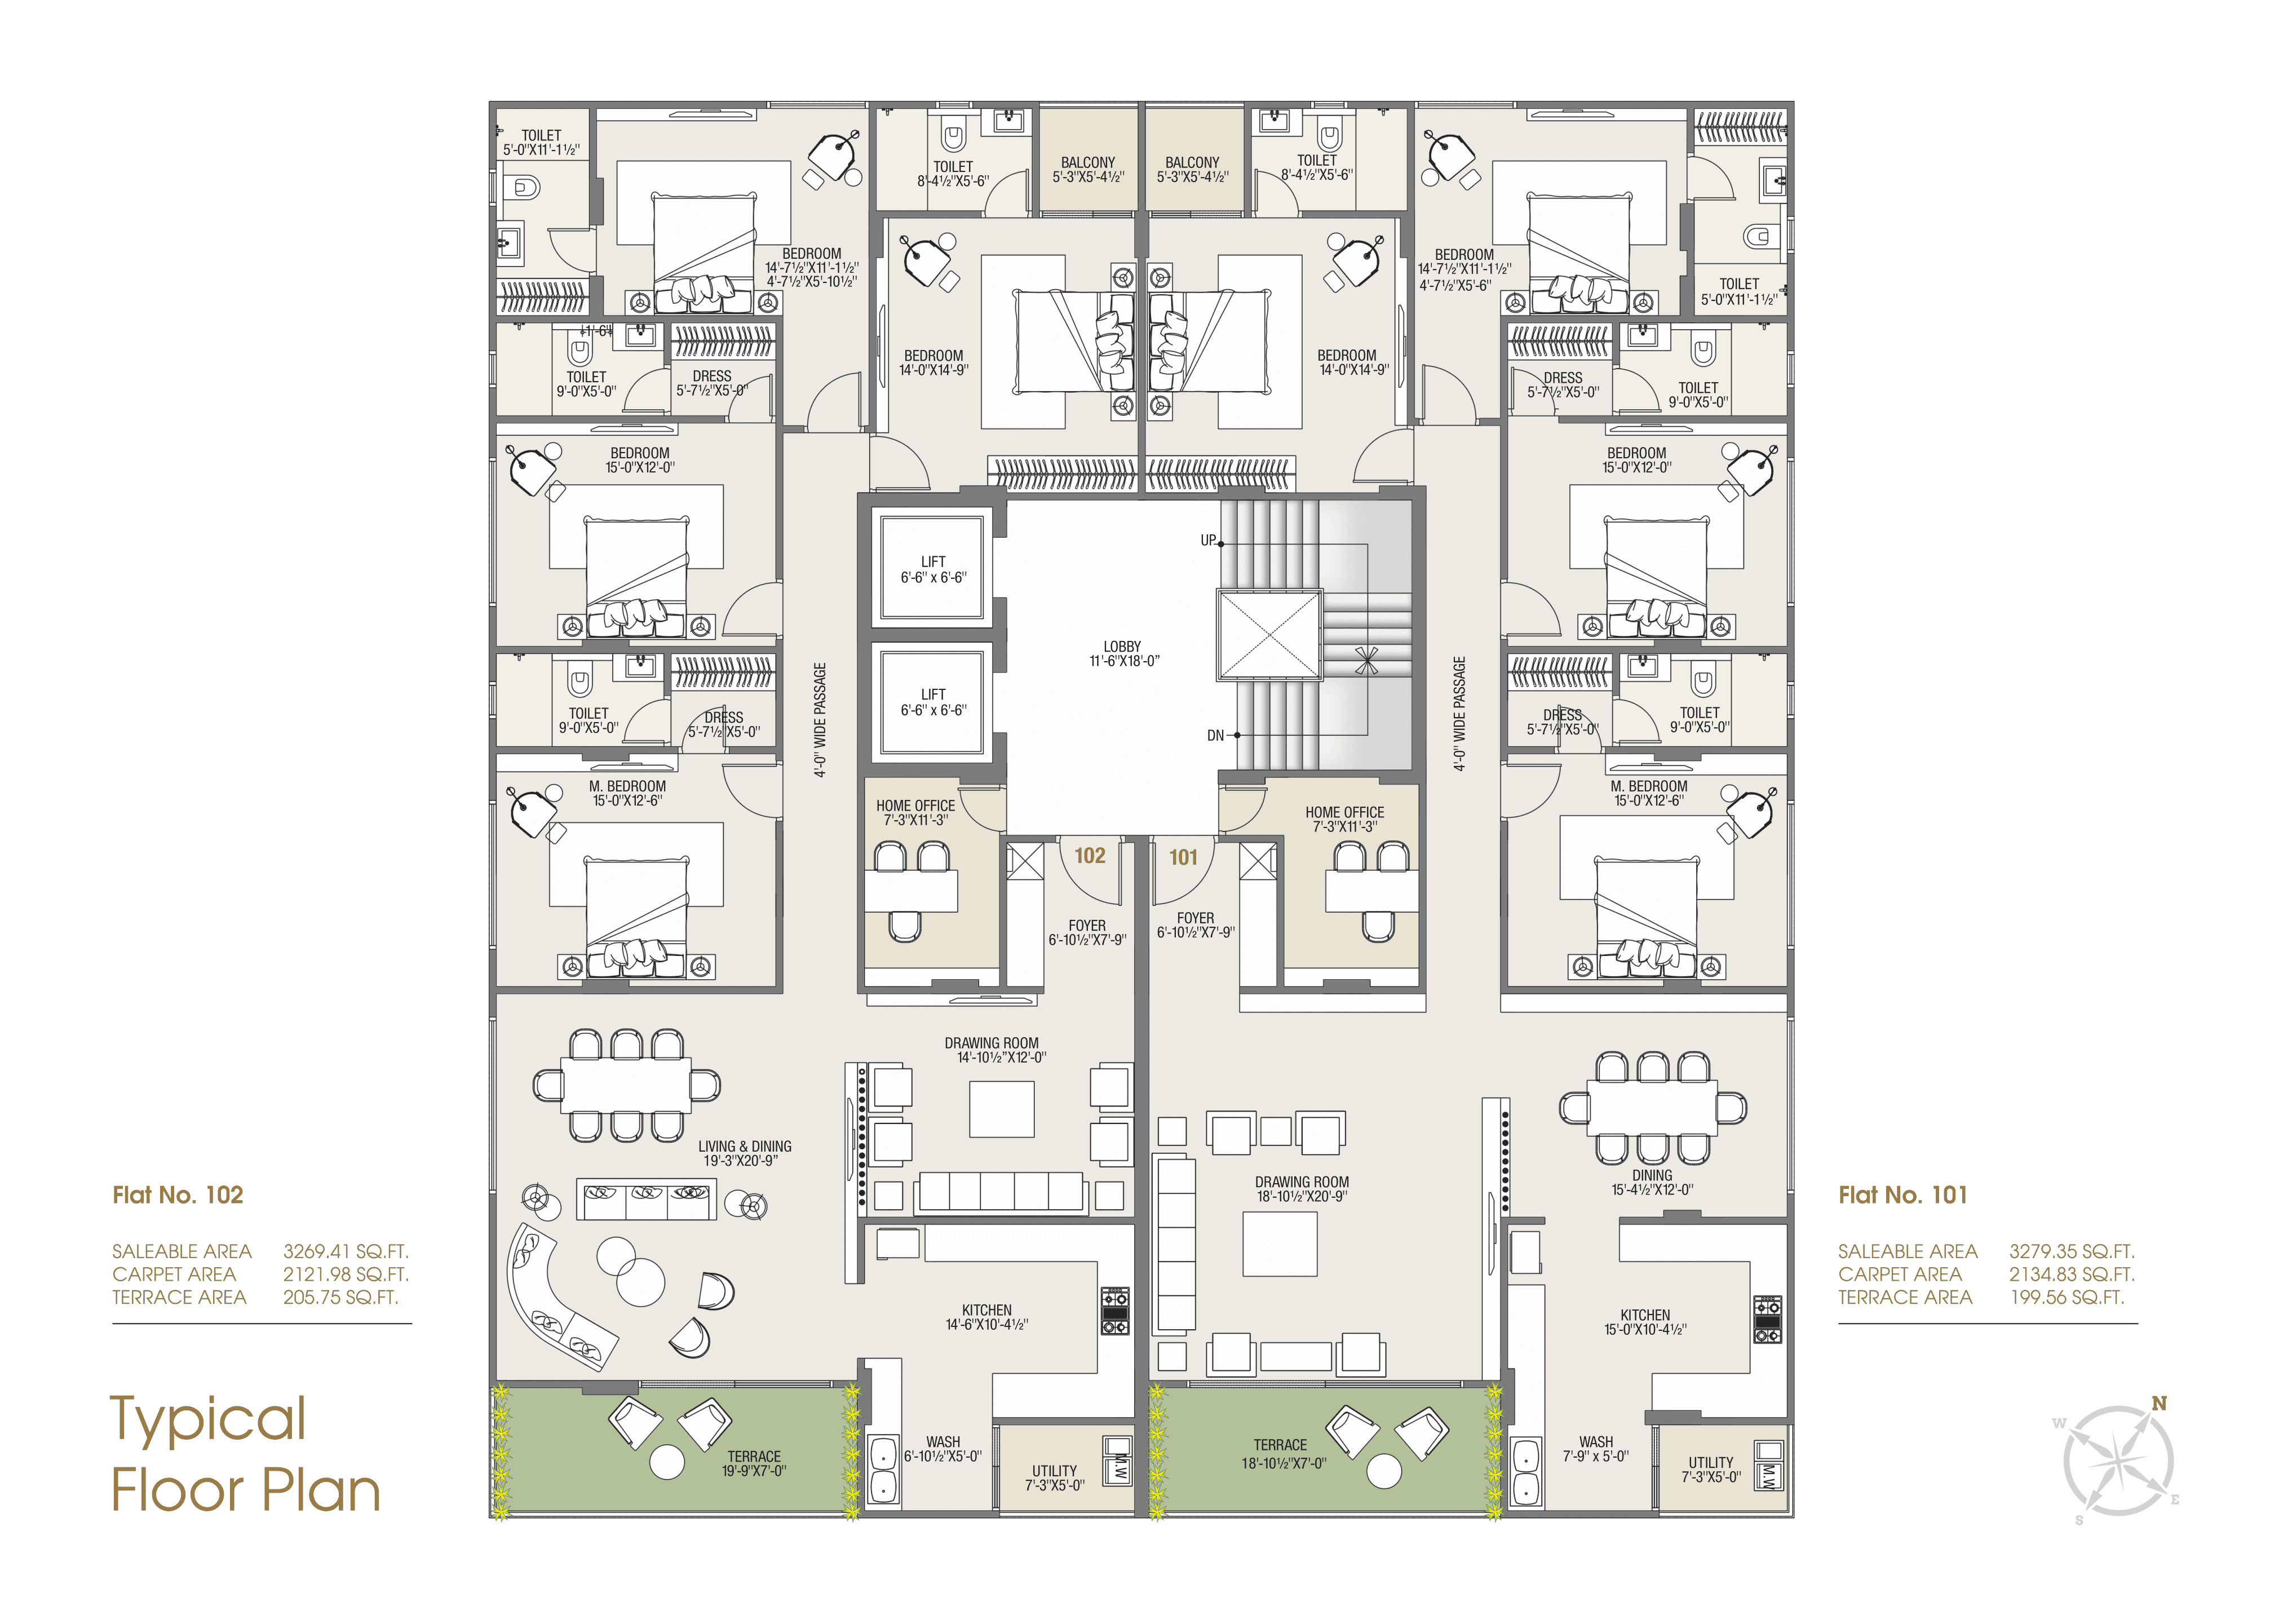 TOILET
5'-0"X11'-1½"
TOILET
8'-4½"X5'-6"
BALCONY
5'-3"X5'-4½"
BALCONY
5'-3"X5'-4½"
TOILET
8'-4½"X5'-6"
BEDROOM
14'-7½"X11'-1½"
4'-7½"X5'-10½"
BEDROOM
14'-7½"X11'-1½"
4'-7½"X5'-6"
TOILET
5'-0"X11'-1½"
1'-6"
TOILET
9'-0"X5'-0"
DRESS
5'-7½"X5'-0"
BEDROOM
14'-0"X14'-9"
BEDROOM
14'-0"X14'-9"
DRESS
5'-7½"X5'-0"
TOILET
9'-0"X5'-0"
BEDROOM
15'-0"X12'-0"
BEDROOM
15'-0"X12'-0"
LIFT
6'-6" x 6'-6"
UP
LOBBY
11'-6"X18'-0”
LIFT
6'-6" x 6'-6"
DN
4'-0" WIDE PASSAGE
4'-0" WIDE PASSAGE
TOILET
9'-0"X5'-0"
DRESS
5'-7½"X5'-0"
DRESS
5'-7½"X5'-0"
TOILET
9'-0"X5'-0"
M. BEDROOM
15'-0"X12'-6"
HOME OFFICE
7'-3"X11'-3"
HOME OFFICE
7'-3"X11'-3"
M. BEDROOM
15'-0"X12'-6"
102
101
FOYER
6'-10½"X7'-9"
FOYER
6'-10½"X7'-9"
DRAWING ROOM
14'-10½”X12'-0"
LIVING & DINING
19'-3"X20'-9”
DRAWING ROOM
18'-10½"X20'-9"
DINING
15'-4½"X12'-0"
KITCHEN
14'-6"X10'-4½"
KITCHEN
15'-0"X10'-4½"
TERRACE
19'-9"X7'-0"
WASH
6'-10½"X5'-0"
UTILITY
7'-3"X5'-0"
M.W
TERRACE
18'-10½"X7'-0"
WASH
7'-9" x 5'-0"
UTILITY
7'-3"X5'-0"
M.W
Flat No. 102
SALEABLE AREA 3269.41 SQ.FT.
CARPET AREA 2121.98 SQ.FT.
TERRACE AREA 205.75 SQ.FT.
Flat No. 101
SALEABLE AREA 3279.35 SQ.FT.
CARPET AREA 2134.83 SQ.FT.
TERRACE AREA 199.56 SQ.FT.
Typical
Floor Plan
N
W
E
S